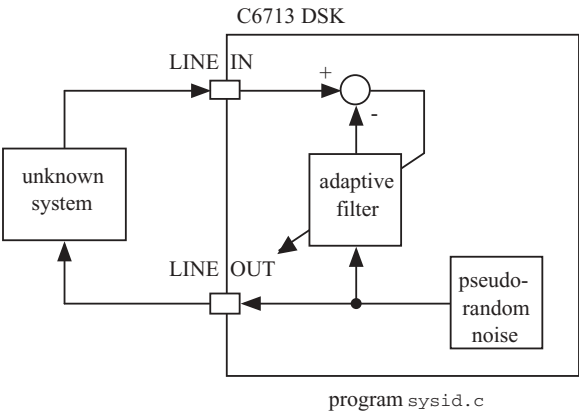 C6713 DSK
LINE IN
+
-
unknown
system
adaptive
filter
LINE OUT
pseudo-
random
noise
program sysid.c